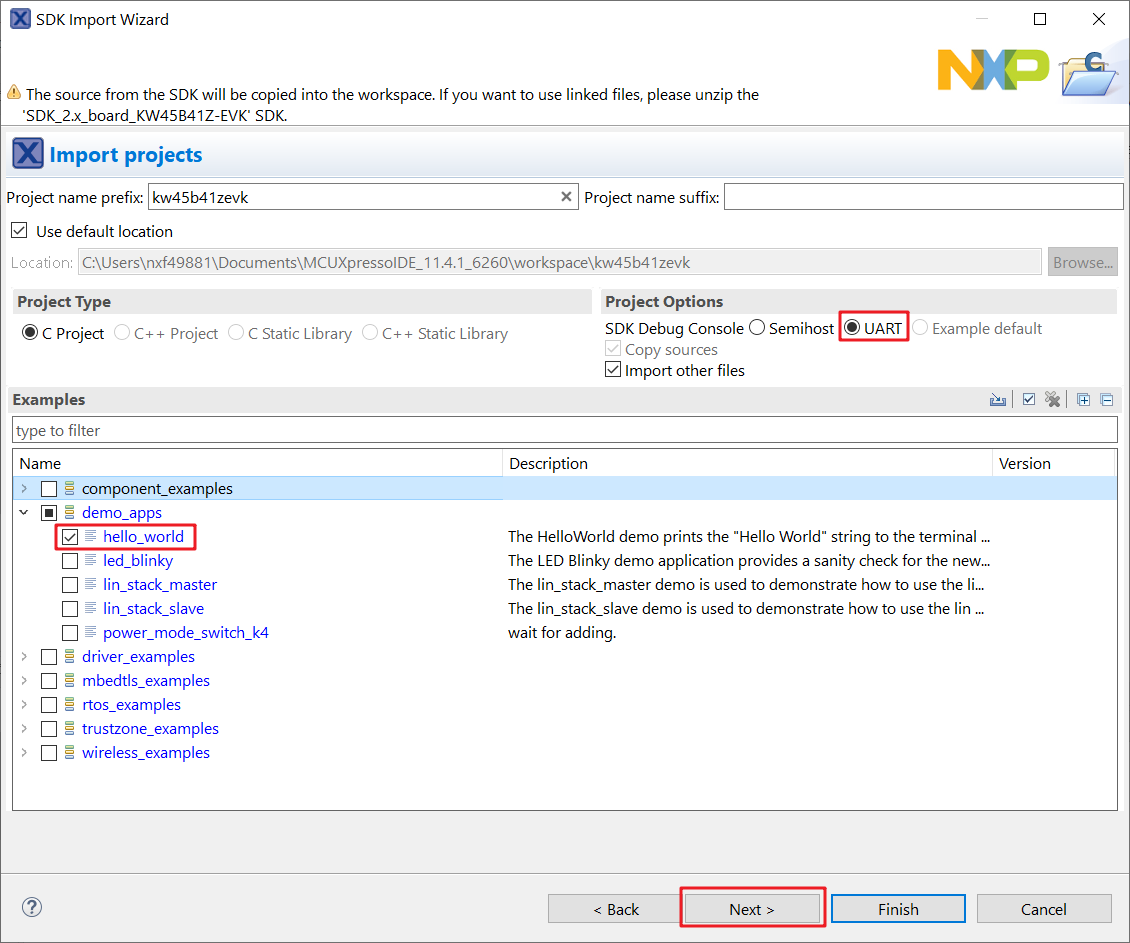 SDK Import Wizard
NXP
The source from the SDK will be copied into the workspace. If you want to use linked files, please unzip the
'SDK_2.x_board_KW45B41Z-EVK' SDK.
Import projects
Project name prefix: kw45b41zevk Project name suffix:
Use default location
Location: C:\Users\nxf49881\Documents\MCUXpressoIDE_11.4.1_6260\workspace\kw45b41zevk Browse...
Project Type Project Options
C Project C++ Project C Static Library C++ Static Library SDK Debug Console Semihost UART Example default
Copy sources
Import other files
Examples
type to filter
Name Description Version
component_examples
demo_apps
hello_world The HelloWorld demo prints the "Hello World" string to the terminal ...
led_blinky The LED Blinky demo application provides a sanity check for the new...
lin_stack_master The lin_stack_master demo is used to demonstrate how to use the li...
lin_stack_slave The lin_stack_slave demo is used to demonstrate how to use the lin ...
power_mode_switch_k4 wait for adding.
driver_examples
mbedtls_examples
rtos_examples
trustzone_examples
wireless_examples
? < Back Next > Finish Cancel